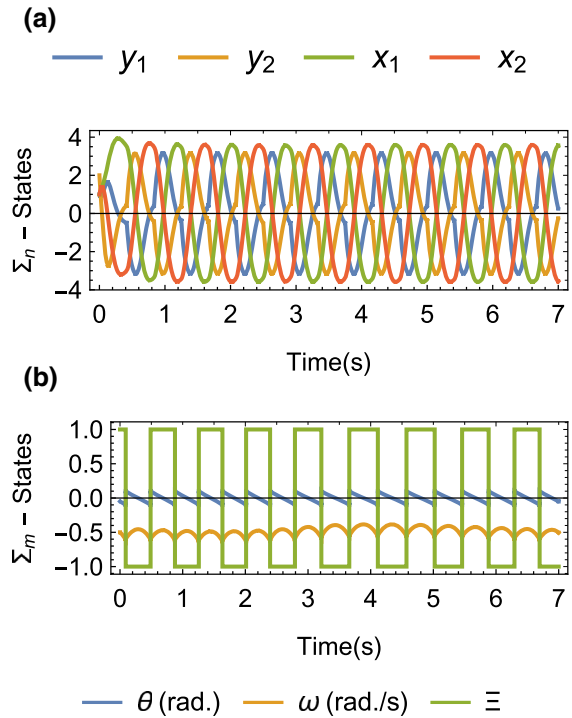 (a)
y1 y2 x1 x2
4
2
0
−2
−4
Σn − States
0 1 2 3 4 5 6 7
Time(s)
(b)
1.0
0.5
0.0
−0.5
−1.0
Σm − States
0 1 2 3 4 5 6 7
Time(s)
θ (rad.) ω (rad./s) Ξ